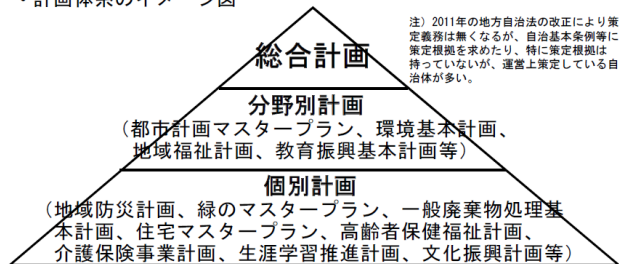 ・計画体系のイメージ図
注）2011年の地方自治法の改正により策
定義務は無くなるが、自治基本条例等に
策定根拠を求めたり、特に策定根拠は
持っていないが、運営上策定している自
治体が多い。
総合計画
分野別計画
（都市計画マスタープラン、環境基本計画、
地域福祉計画、教育振興基本計画等）
個別計画
（地域防災計画、緑のマスタープラン、一般廃棄物処理基
本計画、住宅マスタープラン、高齢者保健福祉計画、
介護保険事業計画、生涯学習推進計画、文化振興計画等）